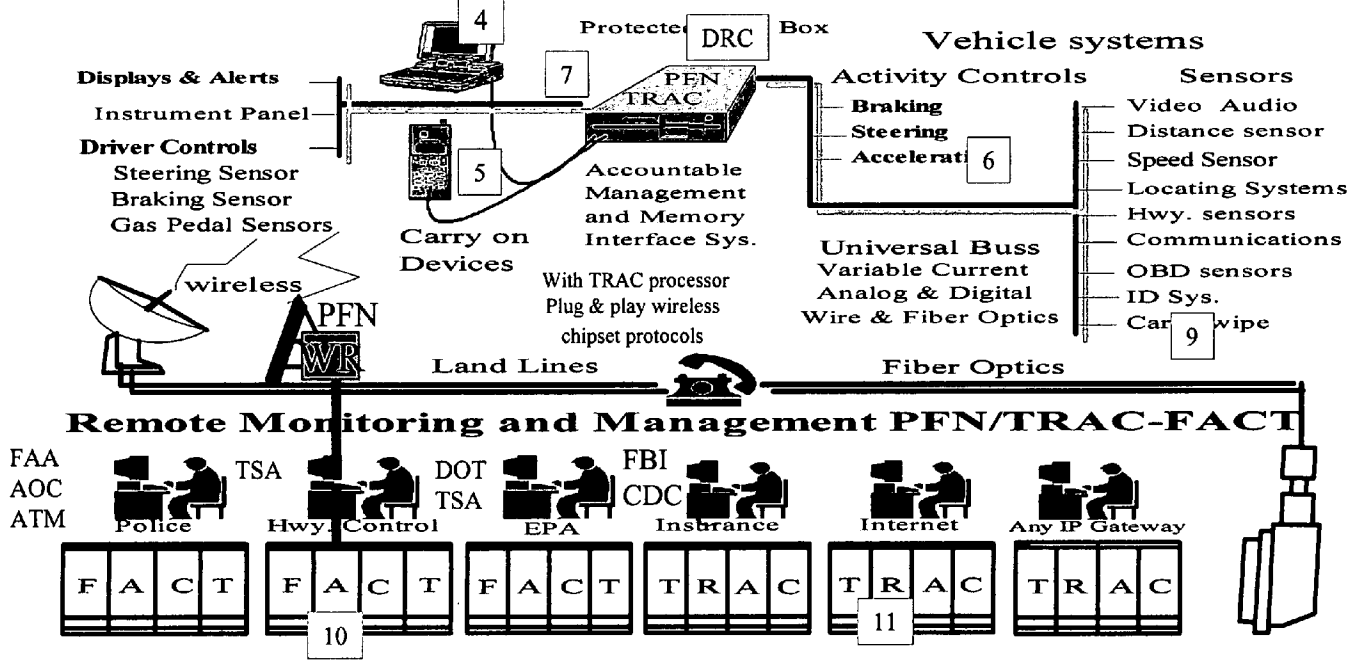 4
Protecte DRC Box
Vehicle systems
Displays & Alerts
7
PFN
TRAC
Activity Controls
Sensors
Instrument Panel
Braking
Video Audio
Driver Controls
Steering
Distance sensor
Steering Sensor
5
Accelerati 6
Speed Sensor
Braking Sensor
Accountable
Management
and Memory
Interface Sys.
Locating Systems
Gas Pedal Sensors
Hwy. sensors
Carry on
Devices
Universal Buss
Variable Current
Analog & Digital
Wire & Fiber Optics
Communications
OBD sensors
ID Sys.
Car 9 wipe
wireless
With TRAC processor
Plug & play wireless
chipset protocols
PFN
WR
Land Lines
Fiber Optics
Remote Monitoring and Management PFN/TRAC-FACT
FAA
AOC
ATM
TSA
DOT
TSA
FBI
CDC
Police
Hwy. Control
EPA
Insurance
Internet
Any IP Gateway
F A C T
F A C T
F A C T
T R A C
T R A C
T R A C
10
11